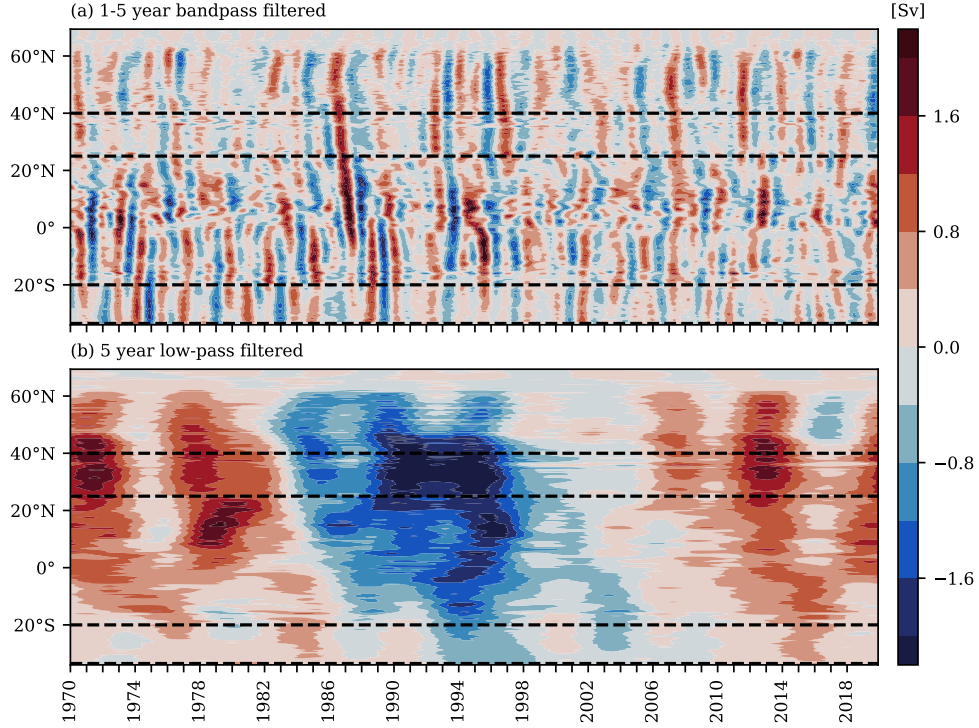 (a) 1-5 year bandpass filtered
[Sv]
60°N
40°N
20°N
0°
20°S
(b) 5 year low-pass filtered
60°N
40°N
20°N
0°
20°S
1.6
0.8
0.0
−0.8
−1.6
1970
1974
1978
1982
1986
1990
1994
1998
2002
2006
2010
2014
2018